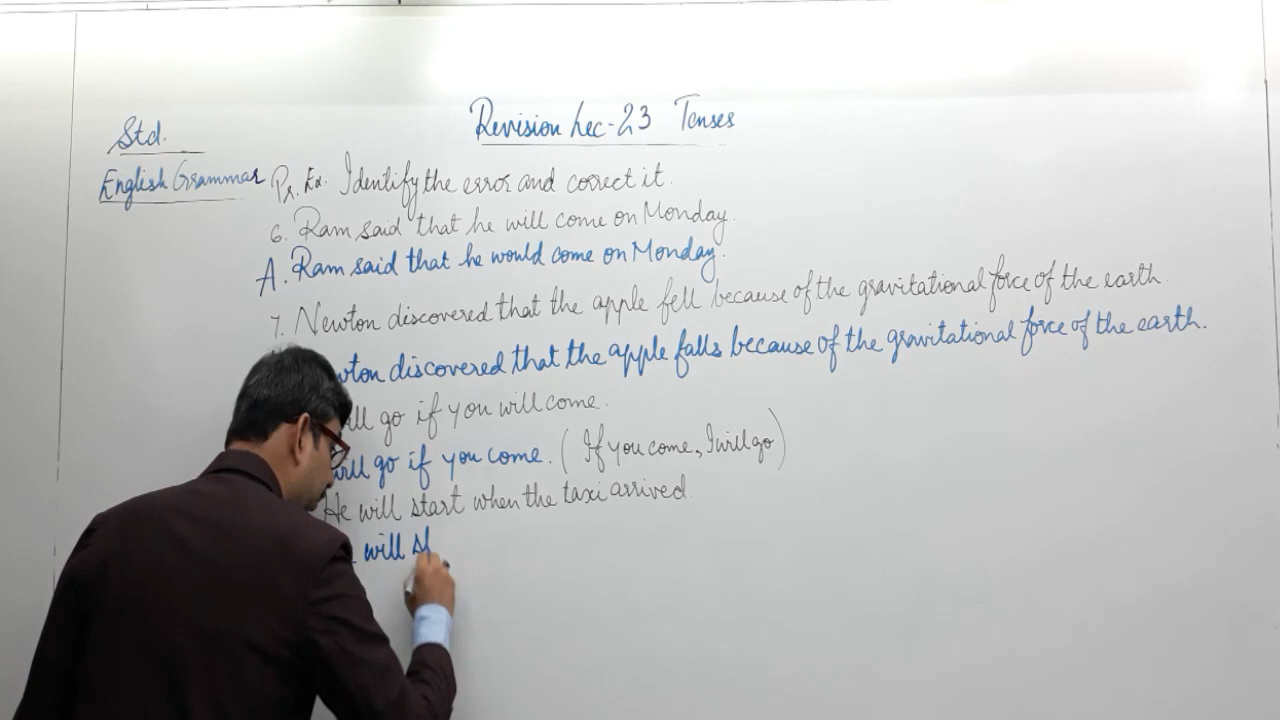 Revision Lec-23 Tenses
Std.
English Grammar
Pr. Ex. Identify the error and correct it.
6. Ram said that he will come on Monday.
A. Ram said that he would come on Monday.
7. Newton discovered that the apple fell because of the gravitational force of the earth.
discovered that the apple falls because of the gravitational force of the earth.
go if you will come.
will go if you come. (If you come, I will go)
He will start when the taxi arrived.
will